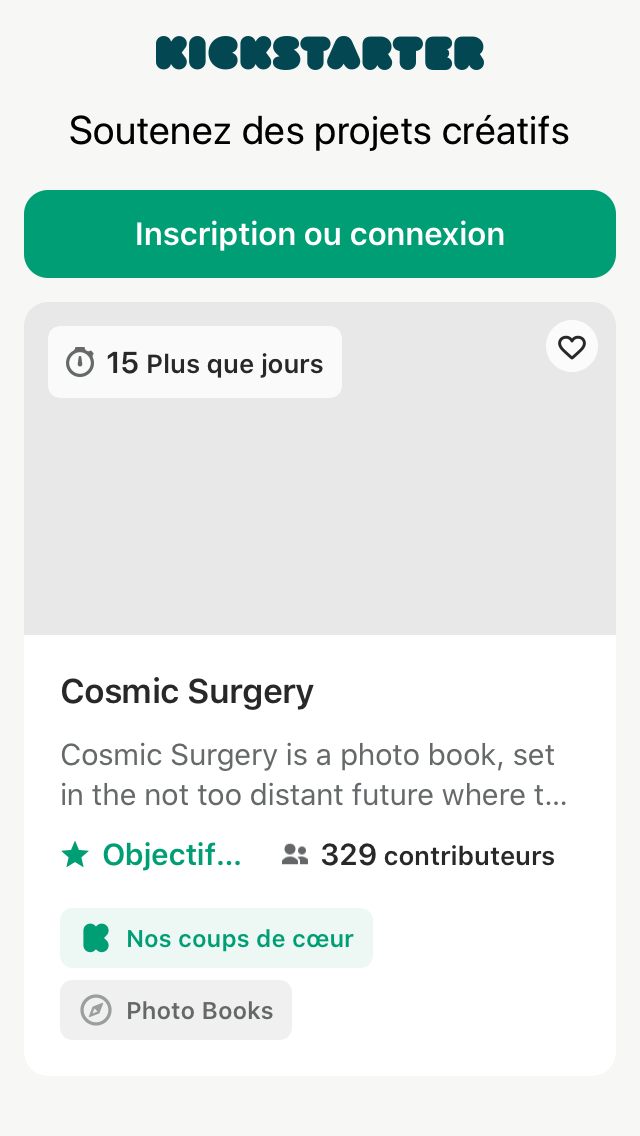 KICKSTARTER
Soutenez des projets créatifs
Inscription ou connexion
15 Plus que jours
Cosmic Surgery
Cosmic Surgery is a photo book, set
in the not too distant future where t...
Objectif... 329 contributeurs
Nos coups de cœur
Photo Books